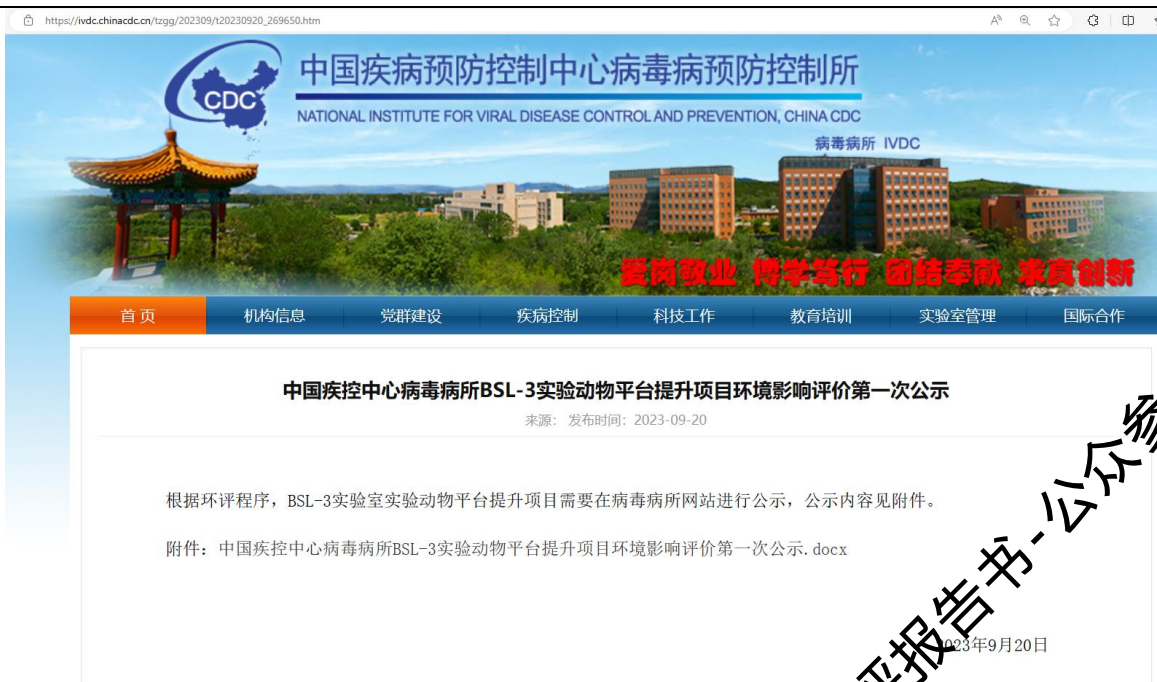 https://ivdc.chinacdc.cn/tzgg/202309/t20230920_269650.htm
中国疾病预防控制中心病毒病预防控制所
CDC
NATIONAL INSTITUTE FOR VIRAL DISEASE CONTROL AND PREVENTION, CHINA CDC
病毒病所 IVDC
爱岗敬业 博学笃行 团结奉献 求真创新
首页 机构信息 党群建设 疾病控制 科技工作 教育培训 实验室管理 国际合作
中国疾控中心病毒病所BSL-3实验动物平台提升项目环境影响评价第一次公示
来源: 发布时间: 2023-09-20
根据环评程序，BSL-3实验室实验动物平台提升项目需要在病毒病所网站进行公示，公示内容见附件。
附件: 中国疾控中心病毒病所BSL-3实验动物平台提升项目环境影响评价第一次公示.docx
2023年9月20日
评报告书-公众参